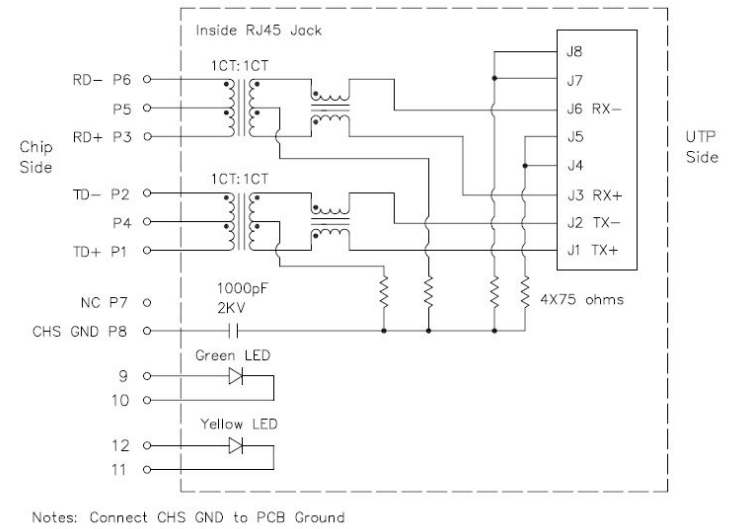 Inside RJ45 Jack
1CT:1CT
RD- P6
P5
RD+ P3
Chip
Side
J8
J7
J6 RX-
J5
J4
J3 RX+
J2 TX-
J1 TX+
UTP
Side
1CT:1CT
TD- P2
P4
TD+ P1
1000pF
2KV
4X75 ohms
NC P7
CHS GND P8
Green LED
9
10
Yellow LED
12
11
Notes: Connect CHS GND to PCB Ground